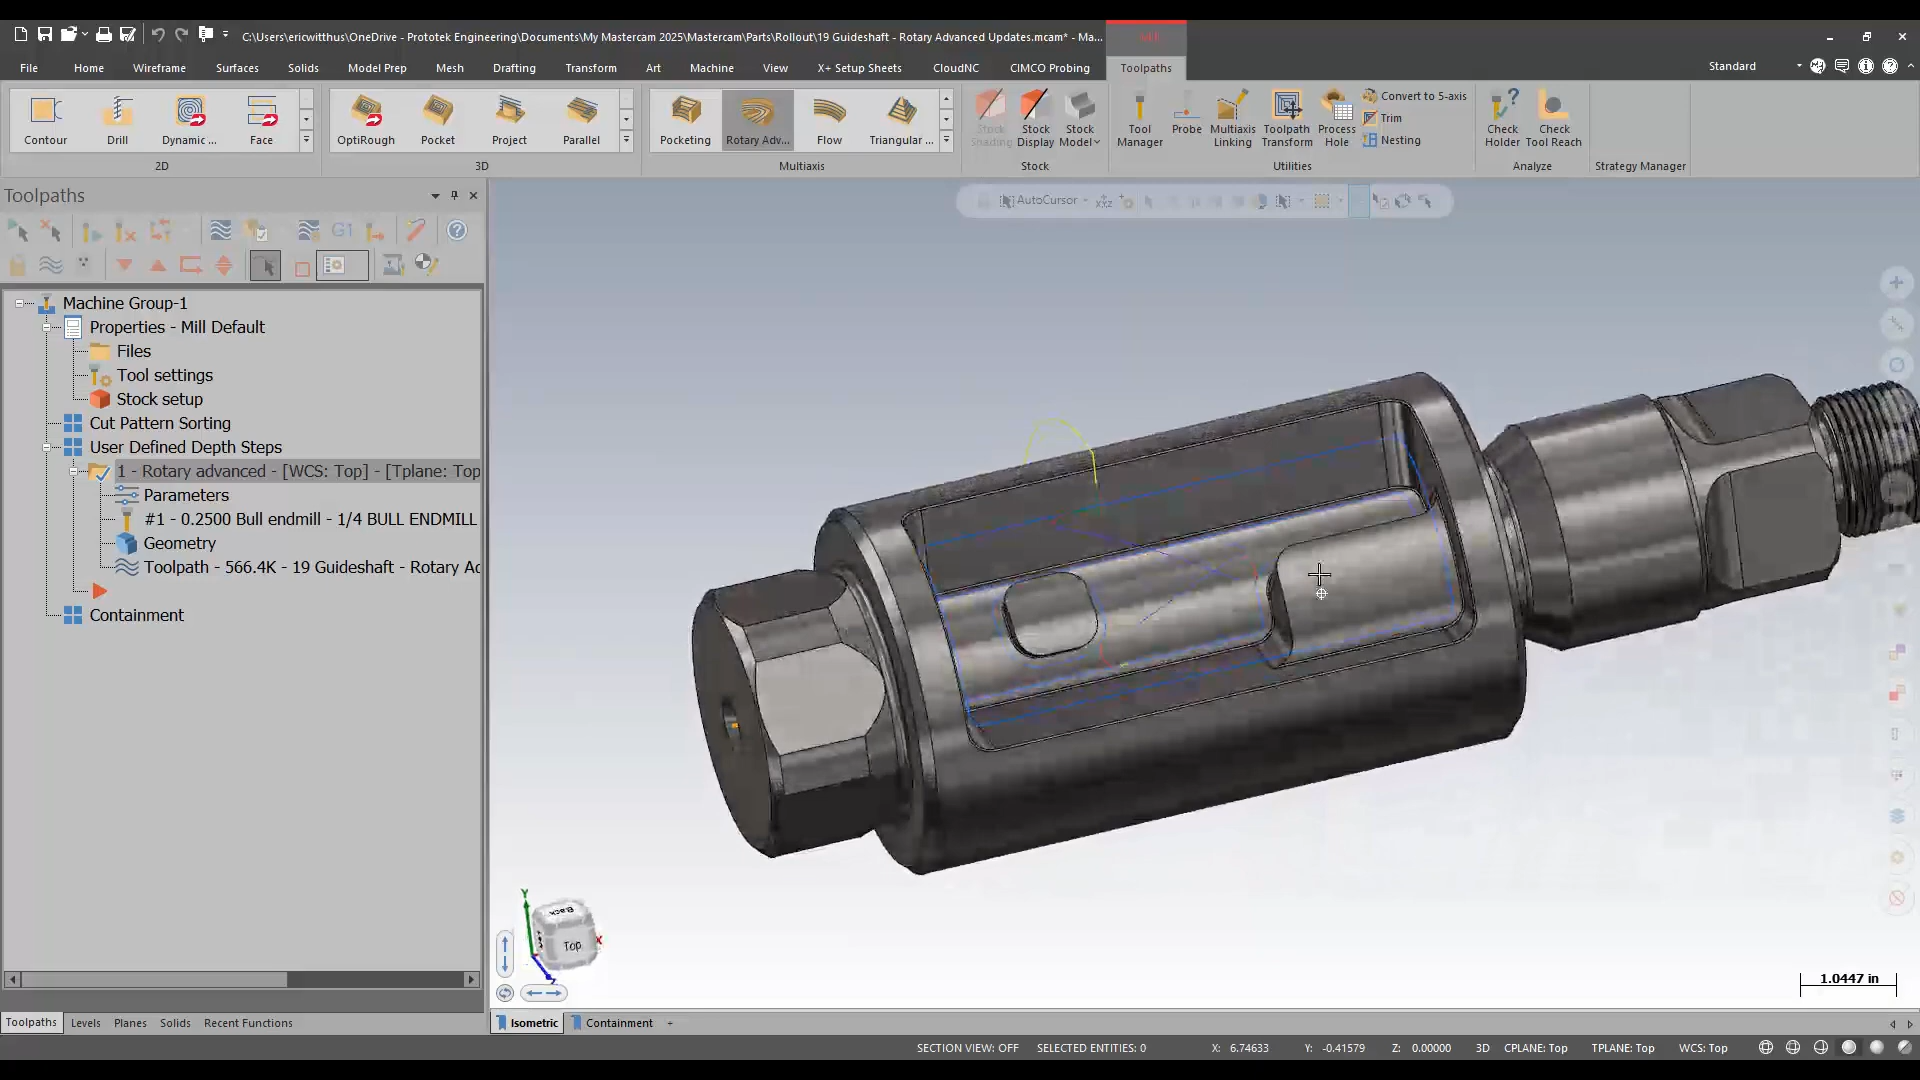 C:\Users\ericwitthus\OneDrive - Prototek Engineering\Documents\My Mastercam 2025\Mastercam\Parts\Rollout\19 Guideshaft - Rotary Advanced Updates.mcam* - Ma...
File Home Wireframe Surfaces Solids Model Prep Mesh Drafting Transform Art Machine View X+ Setup Sheets CloudNC CIMCO Probing Toolpaths Standard
Contour Drill Dynamic ... Face OptiRough Pocket Project Parallel Pocketing Rotary Adv... Flow Triangular ...
Stock Shading Stock Display Stock Model Tool Manager Probe Multiaxis Linking Toolpath Transform Process Hole
Convert to 5-axis
Trim
Nesting
Check Holder Check Tool Reach
2D 3D Multiaxis Stock Utilities Analyze Strategy Manager
Toolpaths
AutoCursor
G1
Machine Group-1
Properties - Mill Default
Files
Tool settings
Stock setup
Cut Pattern Sorting
User Defined Depth Steps
1 - Rotary advanced - [WCS: Top] - [Tplane: Top
Parameters
#1 - 0.2500 Bull endmill - 1/4 BULL ENDMILL
Geometry
Toolpath - 566.4K - 19 Guideshaft - Rotary Ad
Containment
Y
Back
Top
X
1.0447 in
Toolpaths Levels Planes Solids Recent Functions
Isometric Containment +
SECTION VIEW: OFF SELECTED ENTITIES: 0 X: 6.74633 Y: -0.41579 Z: 0.00000 3D CPLANE: Top TPLANE: Top WCS: Top